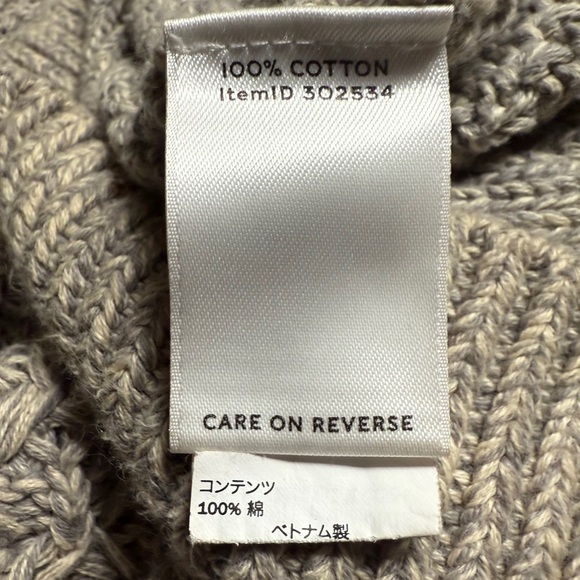 100% COTTON
ItemID 302534
CARE ON REVERSE
コンテンツ
100% 綿
ベトナム製